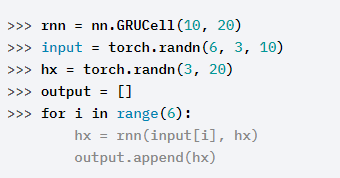 >>> rnn = nn.GRUCell(10, 20)
>>> input = torch.randn(6, 3, 10)
>>> hx = torch.randn(3, 20)
>>> output = []
>>> for i in range(6):
        hx = rnn(input[i], hx)
        output.append(hx)